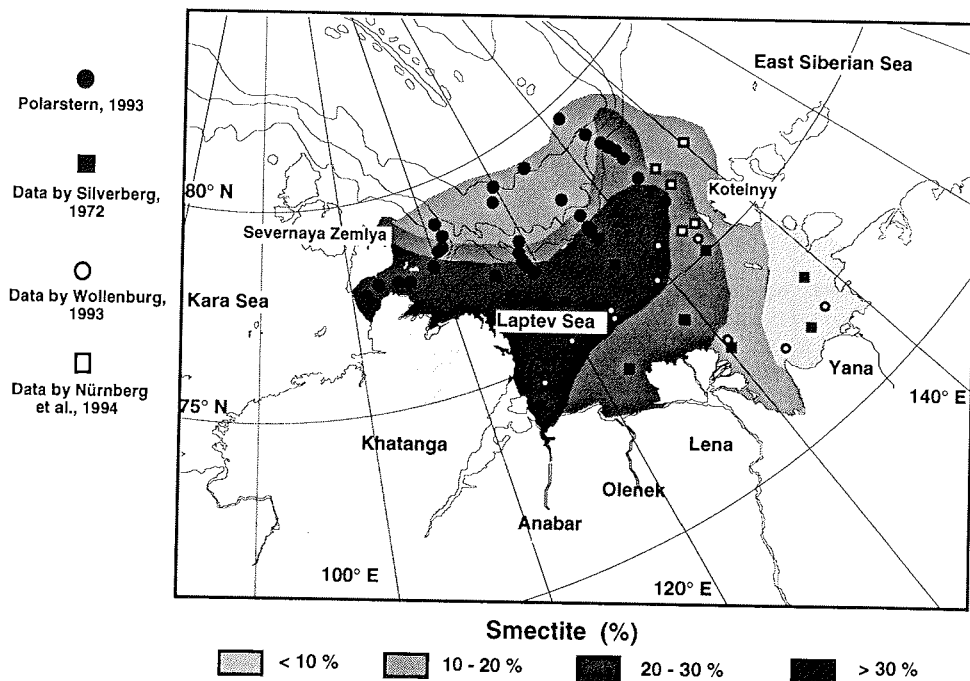 East Siberian Sea
Polarstern, 1993
Data by Silverberg,
1972
80° N
Kotelnyy
Severnaya Zemlya
Data by Wollenburg,
1993
Kara Sea
Laptev Sea
Data by Nürnberg
et al., 1994
Yana
75° N
140° E
Khatanga
Lena
Olenek
Anabar
100° E
120° E
Smectite (%)
< 10 %
10 - 20 %
20 - 30 %
> 30 %